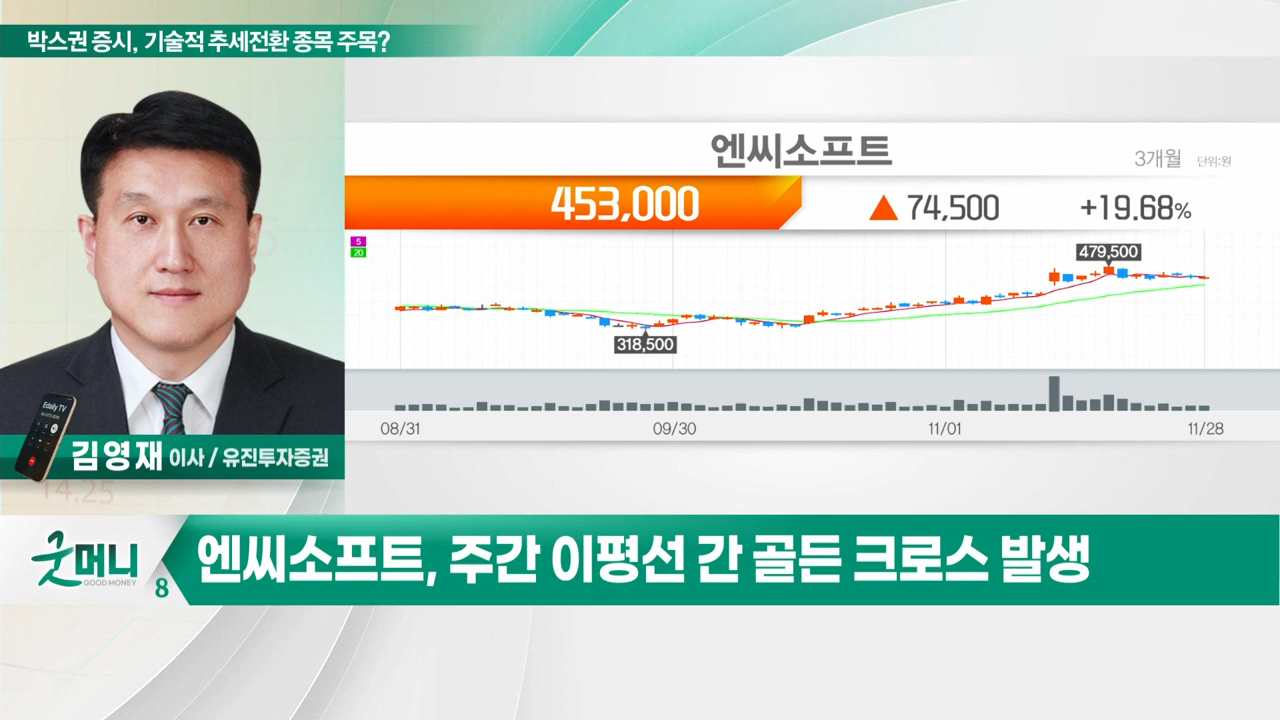 박스권 증시, 기술적 추세전환 종목 주목?
엔씨소프트
3개월 단위:원
453,000 ▲ 74,500 +19.68%
5
20
479,500
318,500
08/31 09/30 11/01 11/28
Edaily TV
김영재 이사 / 유진투자증권
14.25
굿머니
GOOD MONEY
8
엔씨소프트, 주간 이평선 간 골든 크로스 발생